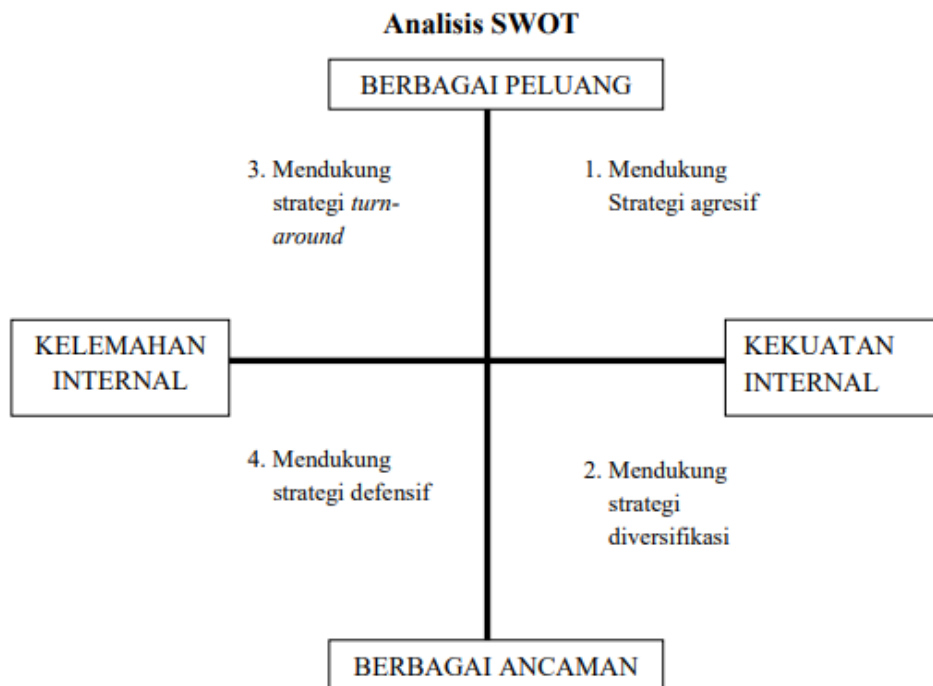 Analisis SWOT
BERBAGAI PELUANG
3. Mendukung
strategi turn-
around
1. Mendukung
Strategi agresif
KELEMAHAN
INTERNAL
KEKUATAN
INTERNAL
4. Mendukung
strategi defensif
2. Mendukung
strategi
diversifikasi
BERBAGAI ANCAMAN